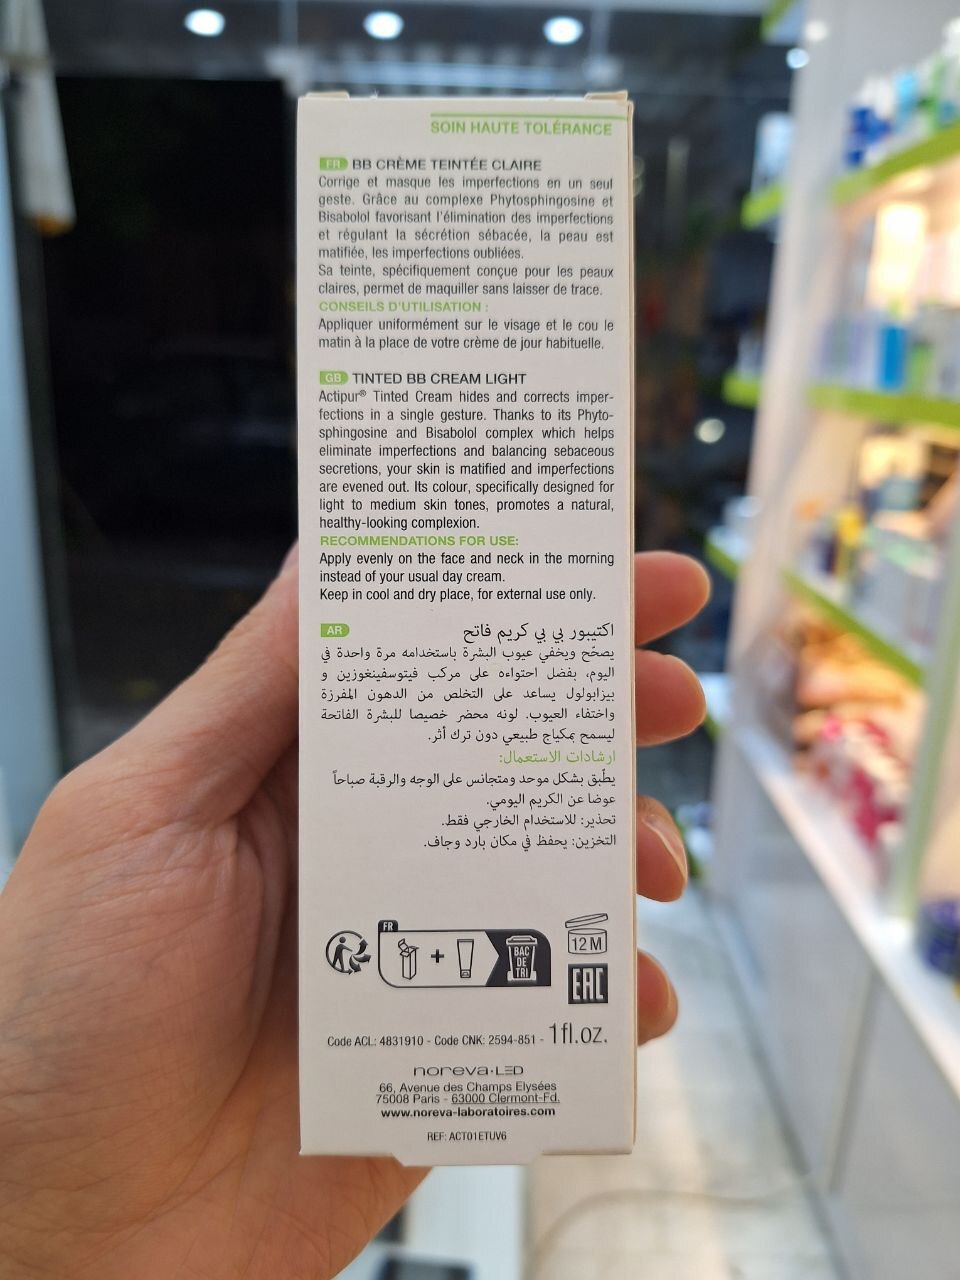 SOIN HAUTE TOLÉRANCE
FR BB CRÈME TEINTÉE CLAIRE
Corrige et masque les imperfections en un seul
geste. Grâce au complexe Phytosphingosine et
Bisabolol favorisant l'élimination des imperfections
et régulant la sécrétion sébacée, la peau est
matifiée, les imperfections oubliées.
Sa teinte, spécifiquement conçue pour les peaux
claires, permet de maquiller sans laisser de trace.
CONSEILS D'UTILISATION :
Appliquer uniformément sur le visage et le cou le
matin à la place de votre crème de jour habituelle.
GB TINTED BB CREAM LIGHT
Actipur® Tinted Cream hides and corrects imper-
fections in a single gesture. Thanks to its Phyto-
sphingosine and Bisabolol complex which helps
eliminate imperfections and balancing sebaceous
secretions, your skin is matified and imperfections
are evened out. Its colour, specifically designed for
light to medium skin tones, promotes a natural,
healthy-looking complexion.
RECOMMENDATIONS FOR USE:
Apply evenly on the face and neck in the morning
instead of your usual day cream.
Keep in cool and dry place, for external use only.
AR اكتيبور بي بي كريم فاتح
يصحّح ويخفي عيوب البشرة باستخدامه مرة واحدة في
اليوم، بفضل احتواءه على مركب فيتوسفينغوزين و
بيزابولول يساعد على التخلص من الدهون المفرزة
واختفاء العيوب. لونه محضر خصيصا للبشرة الفاتحة
ليسمح بمكياج طبيعي دون ترك أثر.
ارشادات الاستعمال:
يطبّق بشكل موحد ومتجانس على الوجه والرقبة صباحاً
عوضا عن الكريم اليومي.
تحذير: للاستخدام الخارجي فقط.
التخزين: يحفظ في مكان بارد وجاف.
FR
+
BAC
DE
TRI
12 M
EAC
Code ACL: 4831910 - Code CNK: 2594-851 - 1fl.oz.
noreva·LED
66, Avenue des Champs Elysées
75008 Paris - 63000 Clermont-Fd.
www.noreva-laboratoires.com
REF: ACT01ETUV6